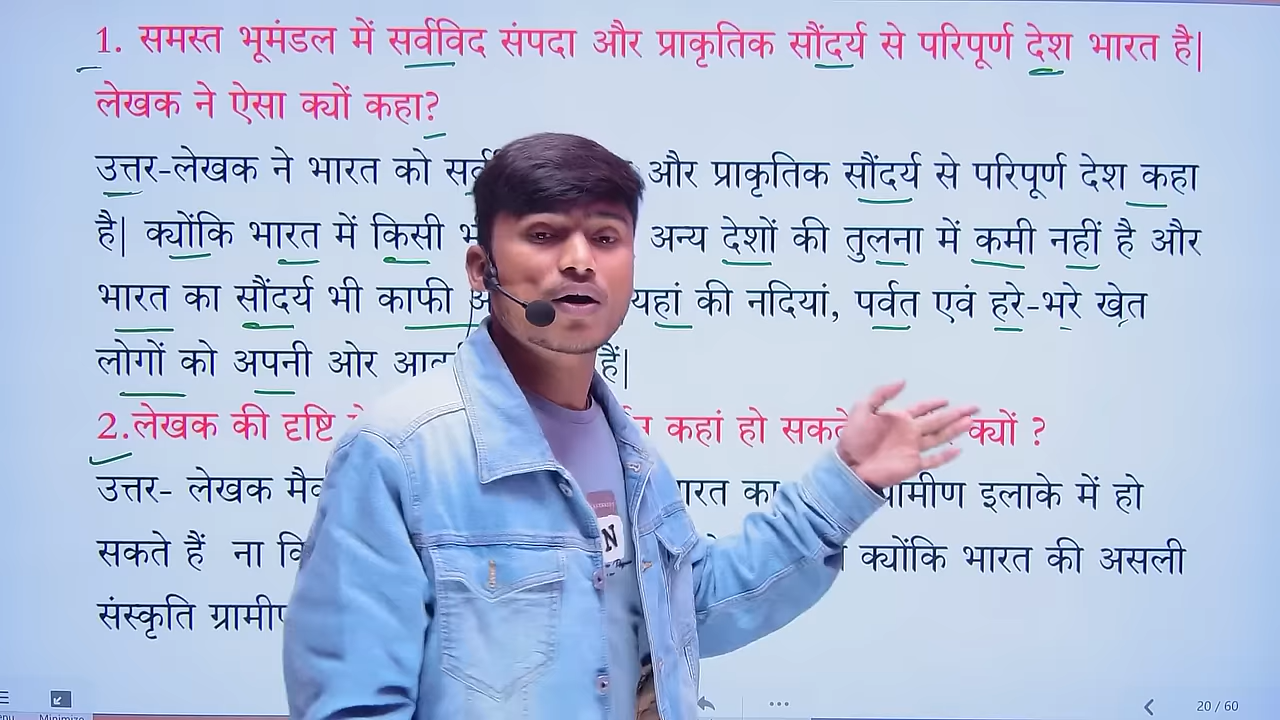 1. समस्त भूमंडल में सर्वविद संपदा और प्राकृतिक सौंदर्य से परिपूर्ण देश भारत है|
लेखक ने ऐसा क्यों कहा?
उत्तर-लेखक ने भारत को और प्राकृतिक सौंदर्य से परिपूर्ण देश कहा
है| क्योंकि भारत में किसी अन्य देशों की तुलना में कमी नहीं है और
भारत का सौंदर्य भी काफी यहां की नदियां, पर्वत एवं हरे-भरे खेत
लोगों को अपनी ओर हैं|
2.लेखक की दृष्टि कहां हो क्यों ?
उत्तर- लेखक का इलाके में हो
सकते हैं ना क्योंकि भारत की असली
संस्कृति
Minimize
20 / 60
N